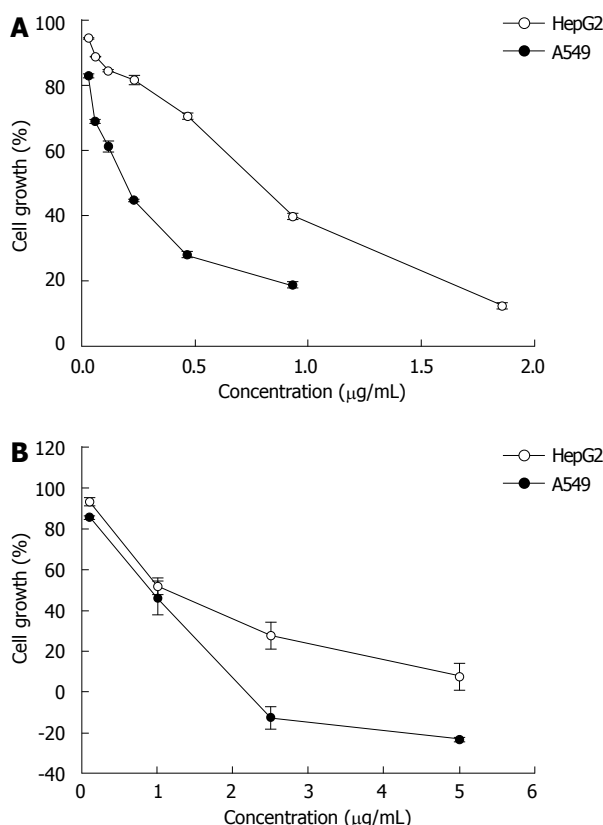 A
HepG2
A549
100
80
60
40
20
0
Cell growth (%)
0.0 0.5 1.0 1.5 2.0
Concentration (μg/mL)
B
HepG2
A549
120
100
80
60
40
20
0
-20
-40
Cell growth (%)
0 1 2 3 4 5 6
Concentration (μg/mL)